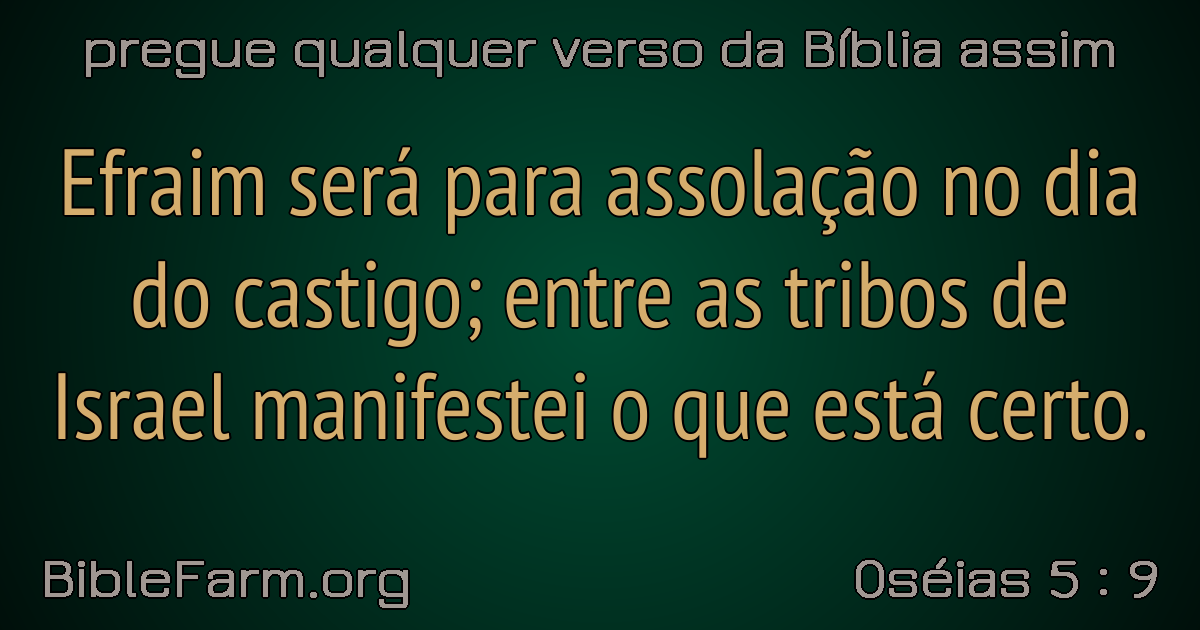 pregue qualquer verso da Bíblia assim
Efraim será para assolação no dia
do castigo; entre as tribos de
Israel manifestei o que está certo.
BibleFarm.org
Oséias 5 : 9